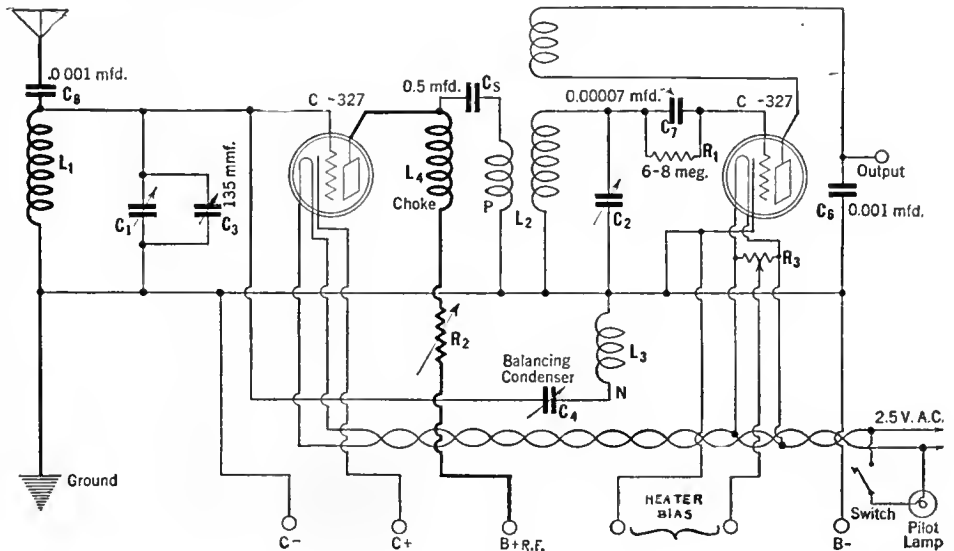 .0 001 mfd.
C8
L1
C1
C3
135 mmf.
C -327
0.5 mfd.
CS
L4
Choke
P
L2
0.00007 mfd.
C7
R1
6-8 meg.
C -327
C2
Output
C6
0.001 mfd.
R3
R2
L3
N
Balancing
Condenser
C4
2.5 V. A.C.
Ground
HEATER
BIAS
Switch
Pilot
Lamp
C-
C+
B+R.F.
B-